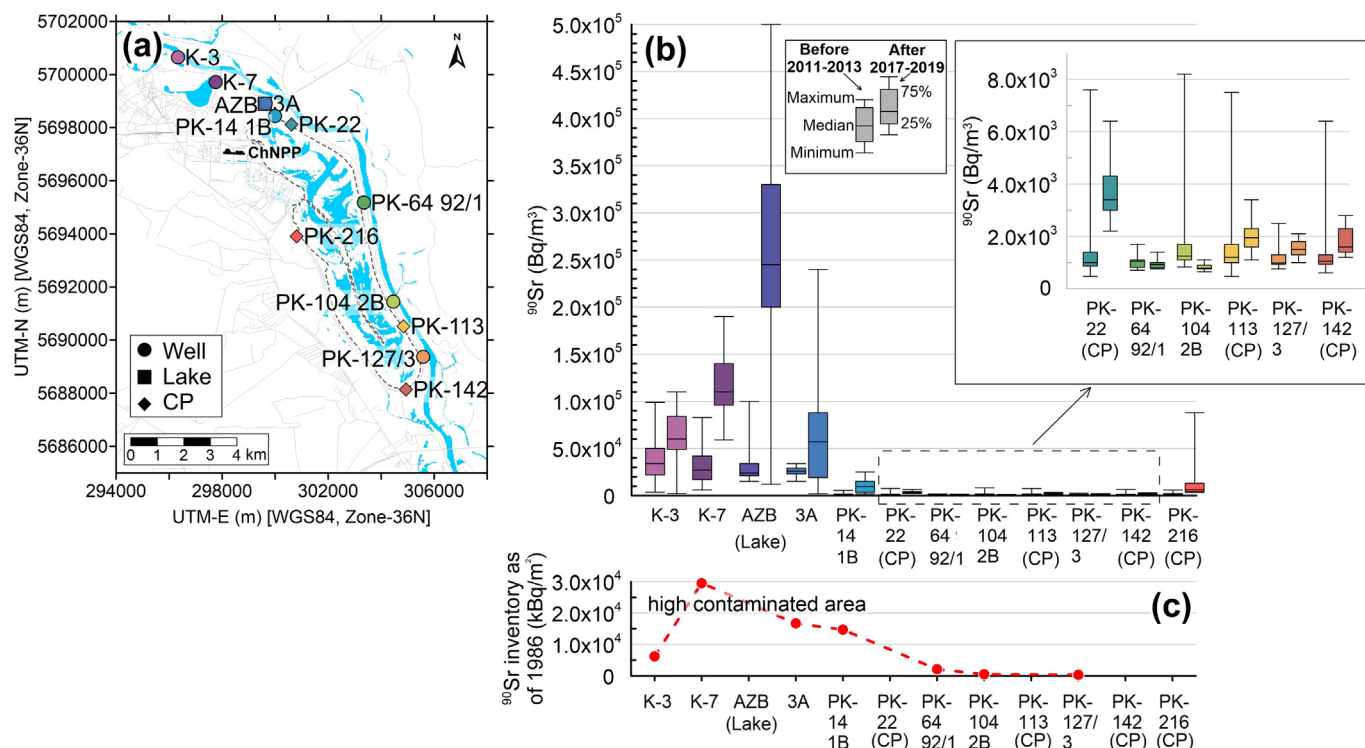 (a)
5702000
5700000
5698000
5696000
5694000
5692000
5690000
5688000
5686000
UTM-N (m) [WGS84, Zone-36N]
N
K-3
K-7
AZB
3A
PK-14 1B
PK-22
ChNPP
PK-64 92/1
PK-216
PK-104 2B
PK-113
PK-127/3
PK-142
Well
Lake
CP
0 1 2 3 4 km
294000 298000 302000 306000
UTM-E (m) [WGS84, Zone-36N]
(b)
5.0x10⁵
4.5x10⁵
4.0x10⁵
3.5x10⁵
3.0x10⁵
2.5x10⁵
2.0x10⁵
1.5x10⁵
1.0x10⁵
5.0x10⁴
0
⁹⁰Sr (Bq/m³)
Before
2011-2013
After
2017-2019
Maximum
Median
Minimum
75%
25%
8.0x10³
6.0x10³
4.0x10³
2.0x10³
0
⁹⁰Sr (Bq/m³)
PK- PK- PK- PK- PK- PK-
22 64 104 113 127/ 142
(CP) 92/1 2B (CP) 3 (CP)
K-3 K-7 AZB 3A PK- PK- PK- PK- PK- PK- PK- PK-
(Lake) 14 22 64 104 113 127/ 142 216
1B (CP) 92/1 2B (CP) 3 (CP) (CP)
(c)
3.0x10⁴
2.0x10⁴
1.0x10⁴
0
⁹⁰Sr inventory as
of 1986 (kBq/m²)
high contaminated area
K-3 K-7 AZB 3A PK- PK- PK- PK- PK- PK- PK- PK-
(Lake) 14 22 64 104 113 127/ 142 216
1B (CP) 92/1 2B (CP) 3 (CP) (CP)